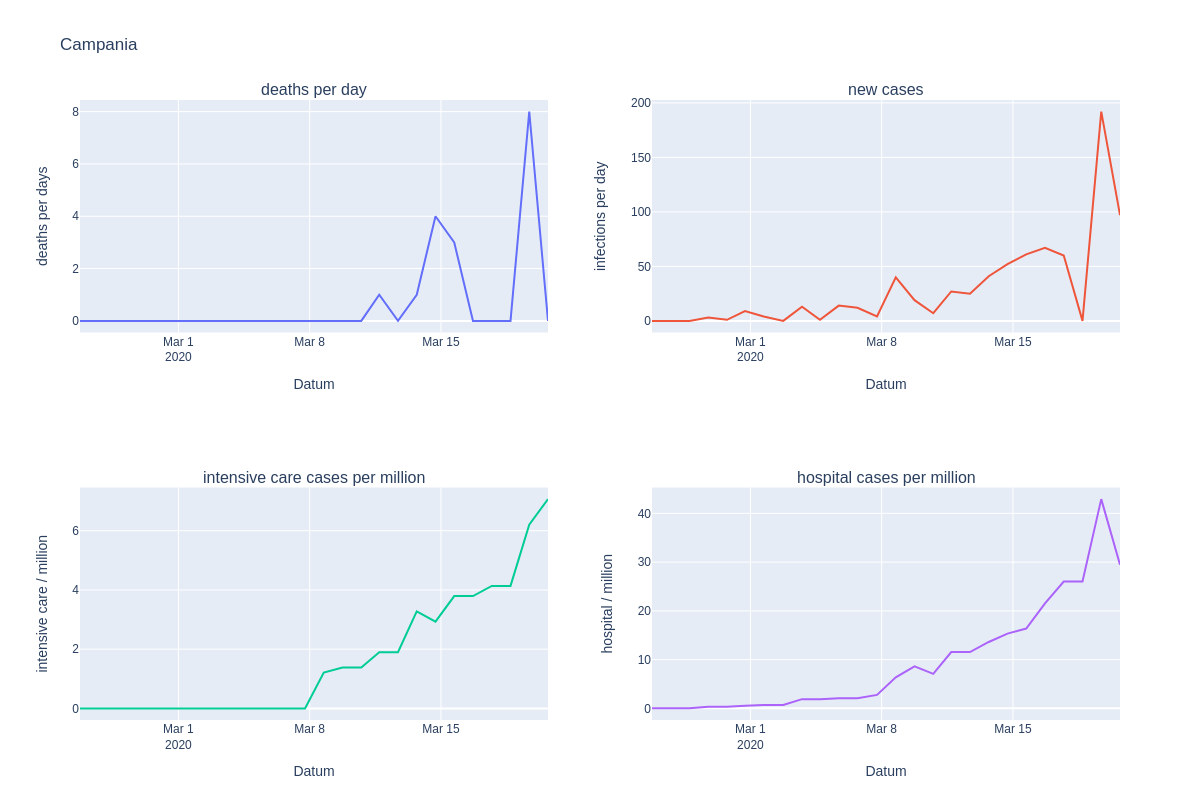 Campania
deaths per day
deaths per days
8
6
4
2
0
Mar 1
2020
Mar 8
Mar 15
Datum
new cases
infections per day
200
150
100
50
0
Mar 1
2020
Mar 8
Mar 15
Datum
intensive care cases per million
intensive care / million
6
4
2
0
Mar 1
2020
Mar 8
Mar 15
Datum
hospital cases per million
hospital / million
40
30
20
10
0
Mar 1
2020
Mar 8
Mar 15
Datum